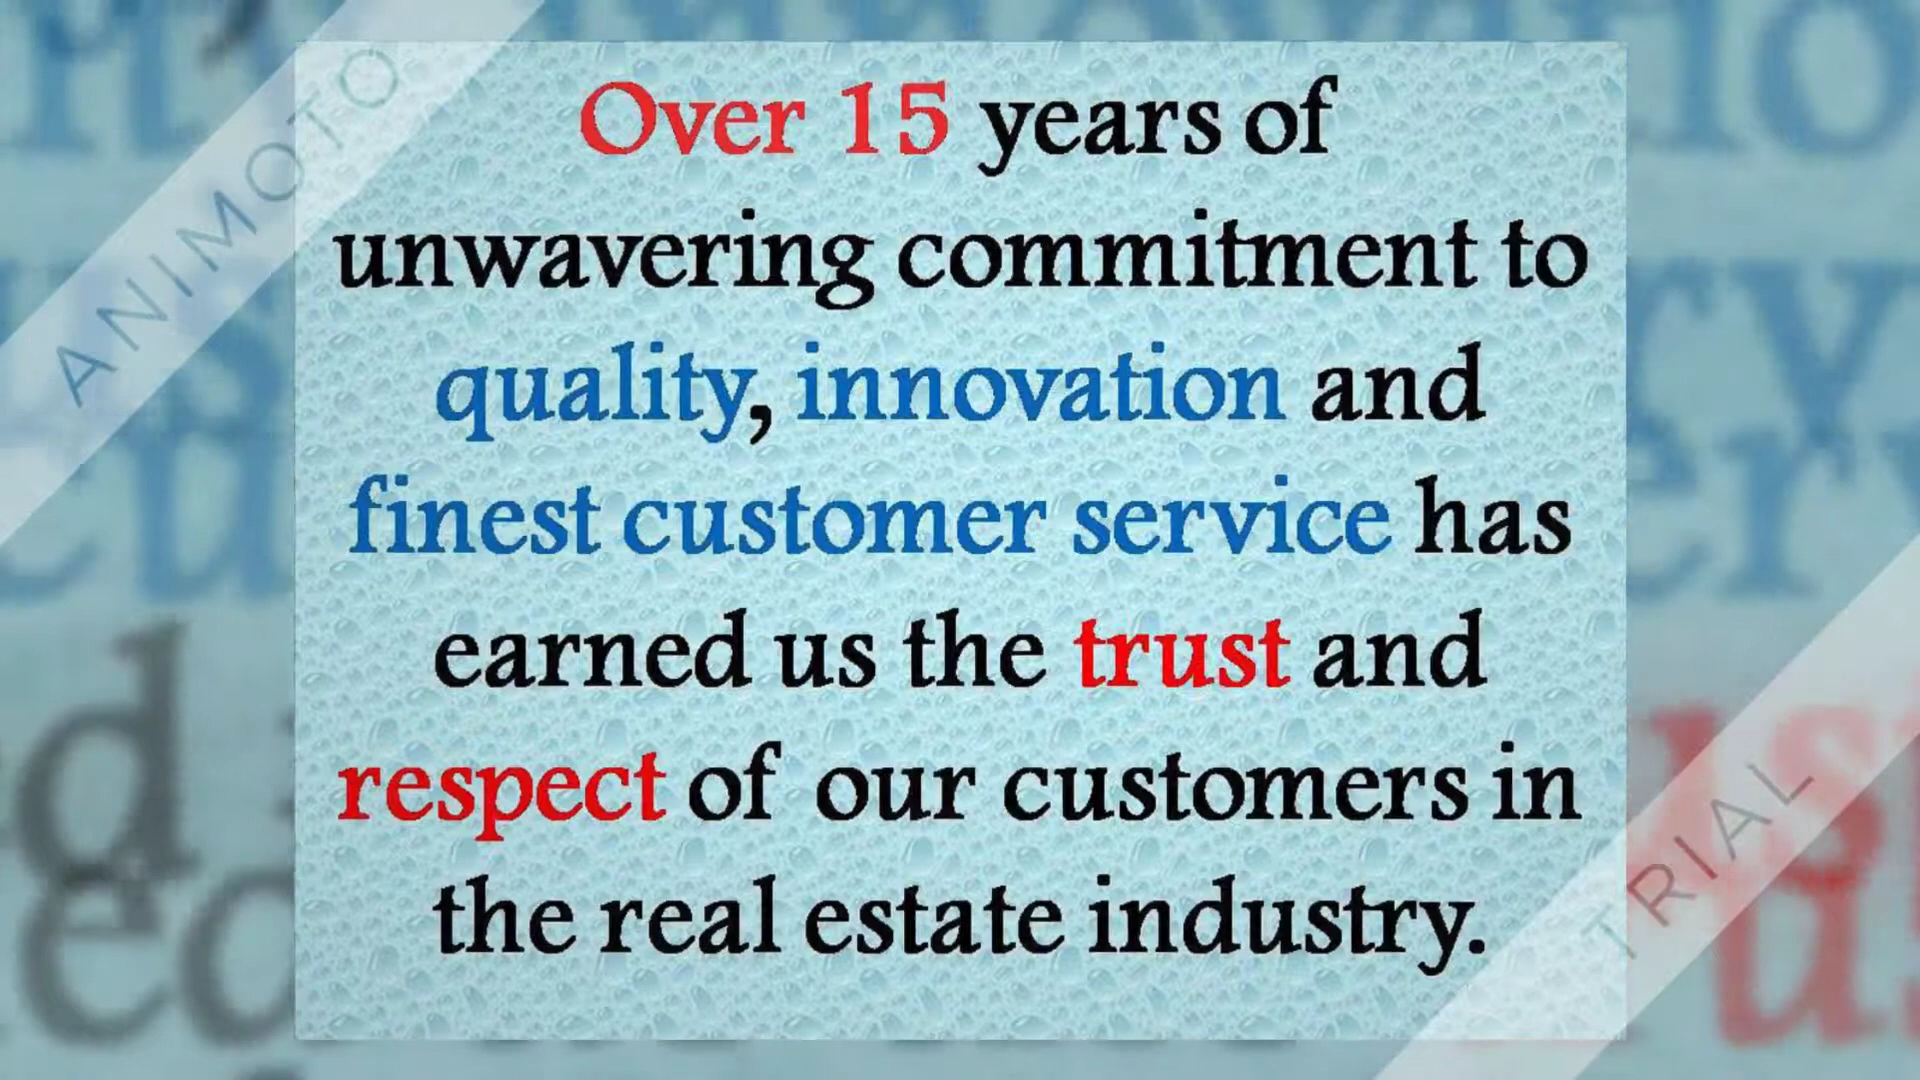 ANIMOTO
Over 15 years of
unwavering commitment to
quality, innovation and
finest customer service has
earned us the trust and
respect of our customers in
the real estate industry.
TRIAL